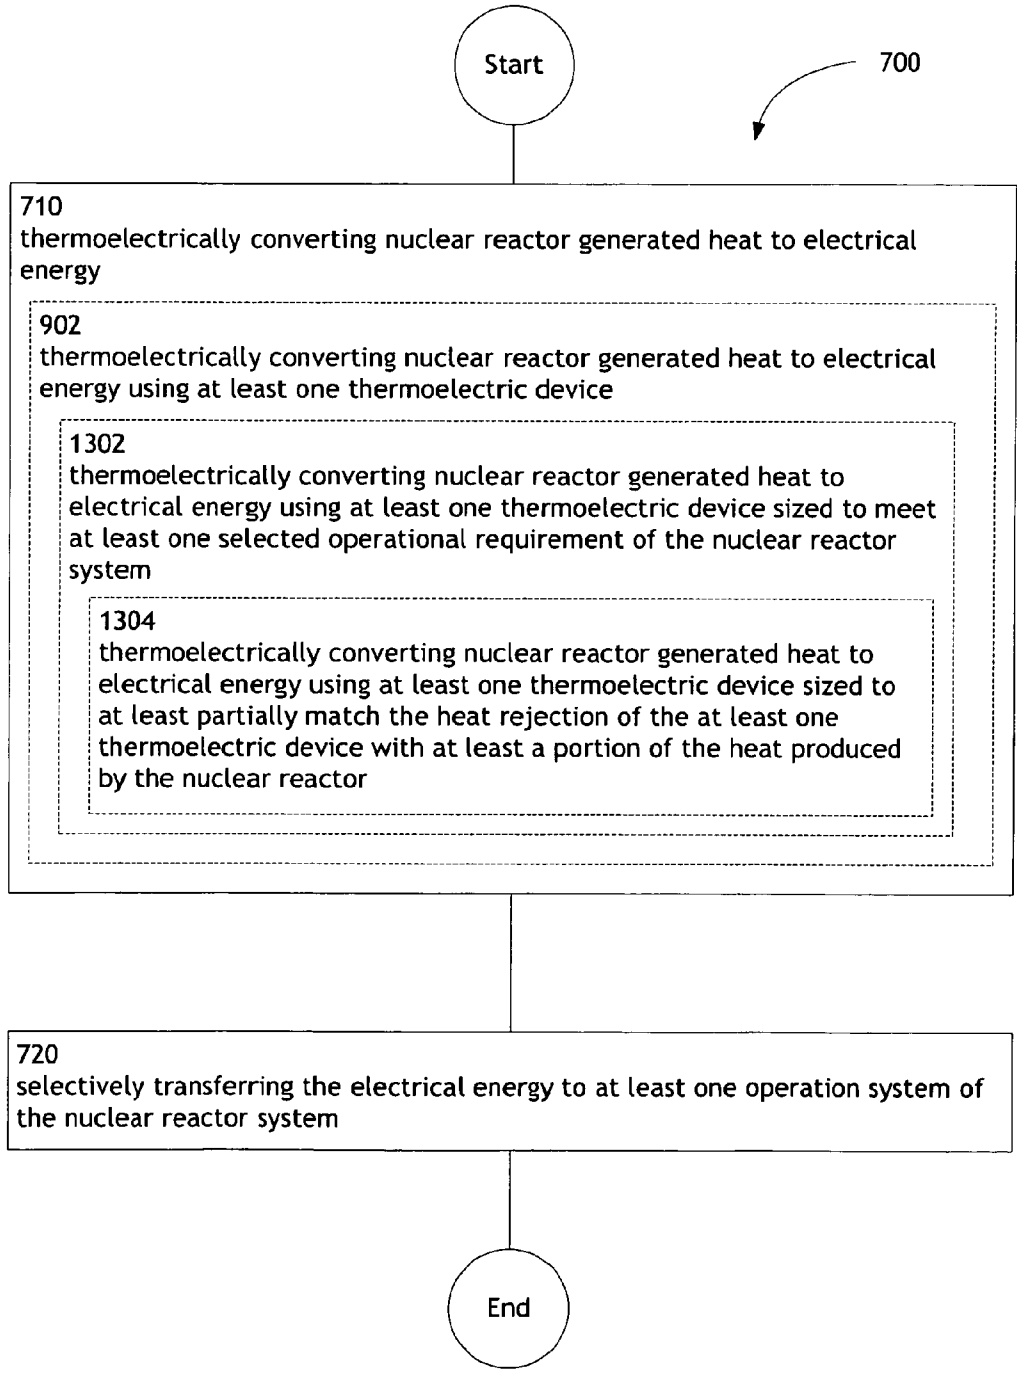 Start
700
710
thermoelectrically converting nuclear reactor generated heat to electrical
energy
902
thermoelectrically converting nuclear reactor generated heat to electrical
energy using at least one thermoelectric device
1302
thermoelectrically converting nuclear reactor generated heat to
electrical energy using at least one thermoelectric device sized to meet
at least one selected operational requirement of the nuclear reactor
system
1304
thermoelectrically converting nuclear reactor generated heat to
electrical energy using at least one thermoelectric device sized to
at least partially match the heat rejection of the at least one
thermoelectric device with at least a portion of the heat produced
by the nuclear reactor
720
selectively transferring the electrical energy to at least one operation system of
the nuclear reactor system
End